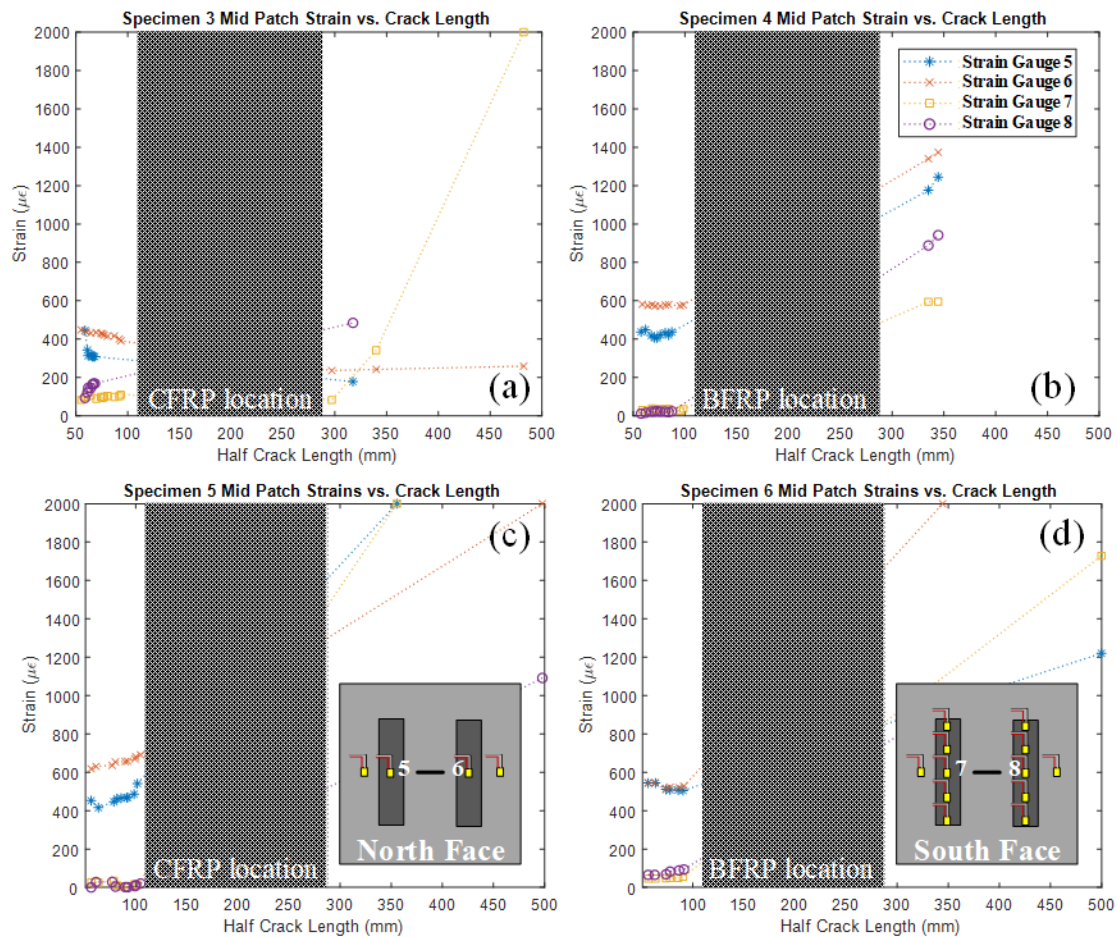 Specimen 3 Mid Patch Strain vs. Crack Length
2000
1800
1600
1400
1200
1000
800
600
400
200
0
Strain (με)
CFRP location
(a)
50 100 150 200 250 300 350 400 450 500
Half Crack Length (mm)
Specimen 4 Mid Patch Strain vs. Crack Length
2000
1800
1600
1400
1200
1000
800
600
400
200
0
Strain (με)
Strain Gauge 5
Strain Gauge 6
Strain Gauge 7
Strain Gauge 8
BFRP location
(b)
50 100 150 200 250 300 350 400 450 500
Half Crack Length (mm)
Specimen 5 Mid Patch Strains vs. Crack Length
2000
1800
1600
1400
1200
1000
800
600
400
200
0
Strain (με)
(c)
5 6
North Face
CFRP location
100 150 200 250 300 350 400 450 500
Half Crack Length (mm)
Specimen 6 Mid Patch Strains vs. Crack Length
2000
1800
1600
1400
1200
1000
800
600
400
200
0
Strain (με)
(d)
7 8
South Face
BFRP location
100 150 200 250 300 350 400 450 500
Half Crack Length (mm)